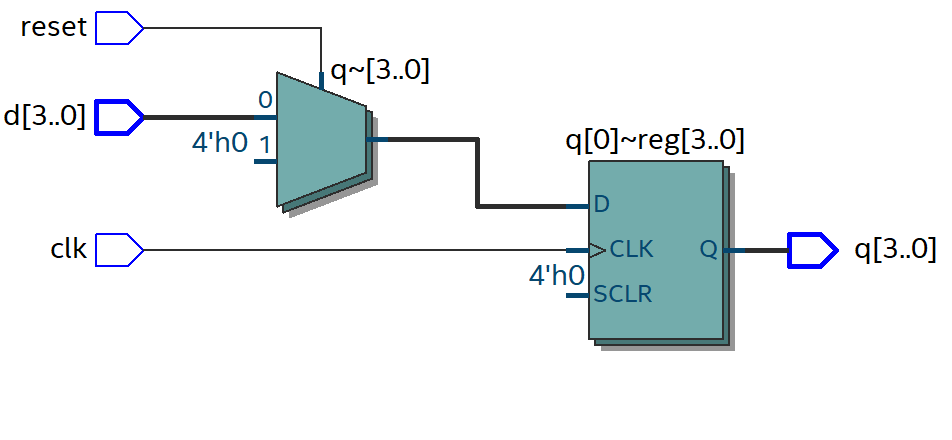 reset
q~[3..0]
d[3..0]
0
4'h0
1
q[0]~reg[3..0]
D
clk
CLK
Q
q[3..0]
4'h0
SCLR